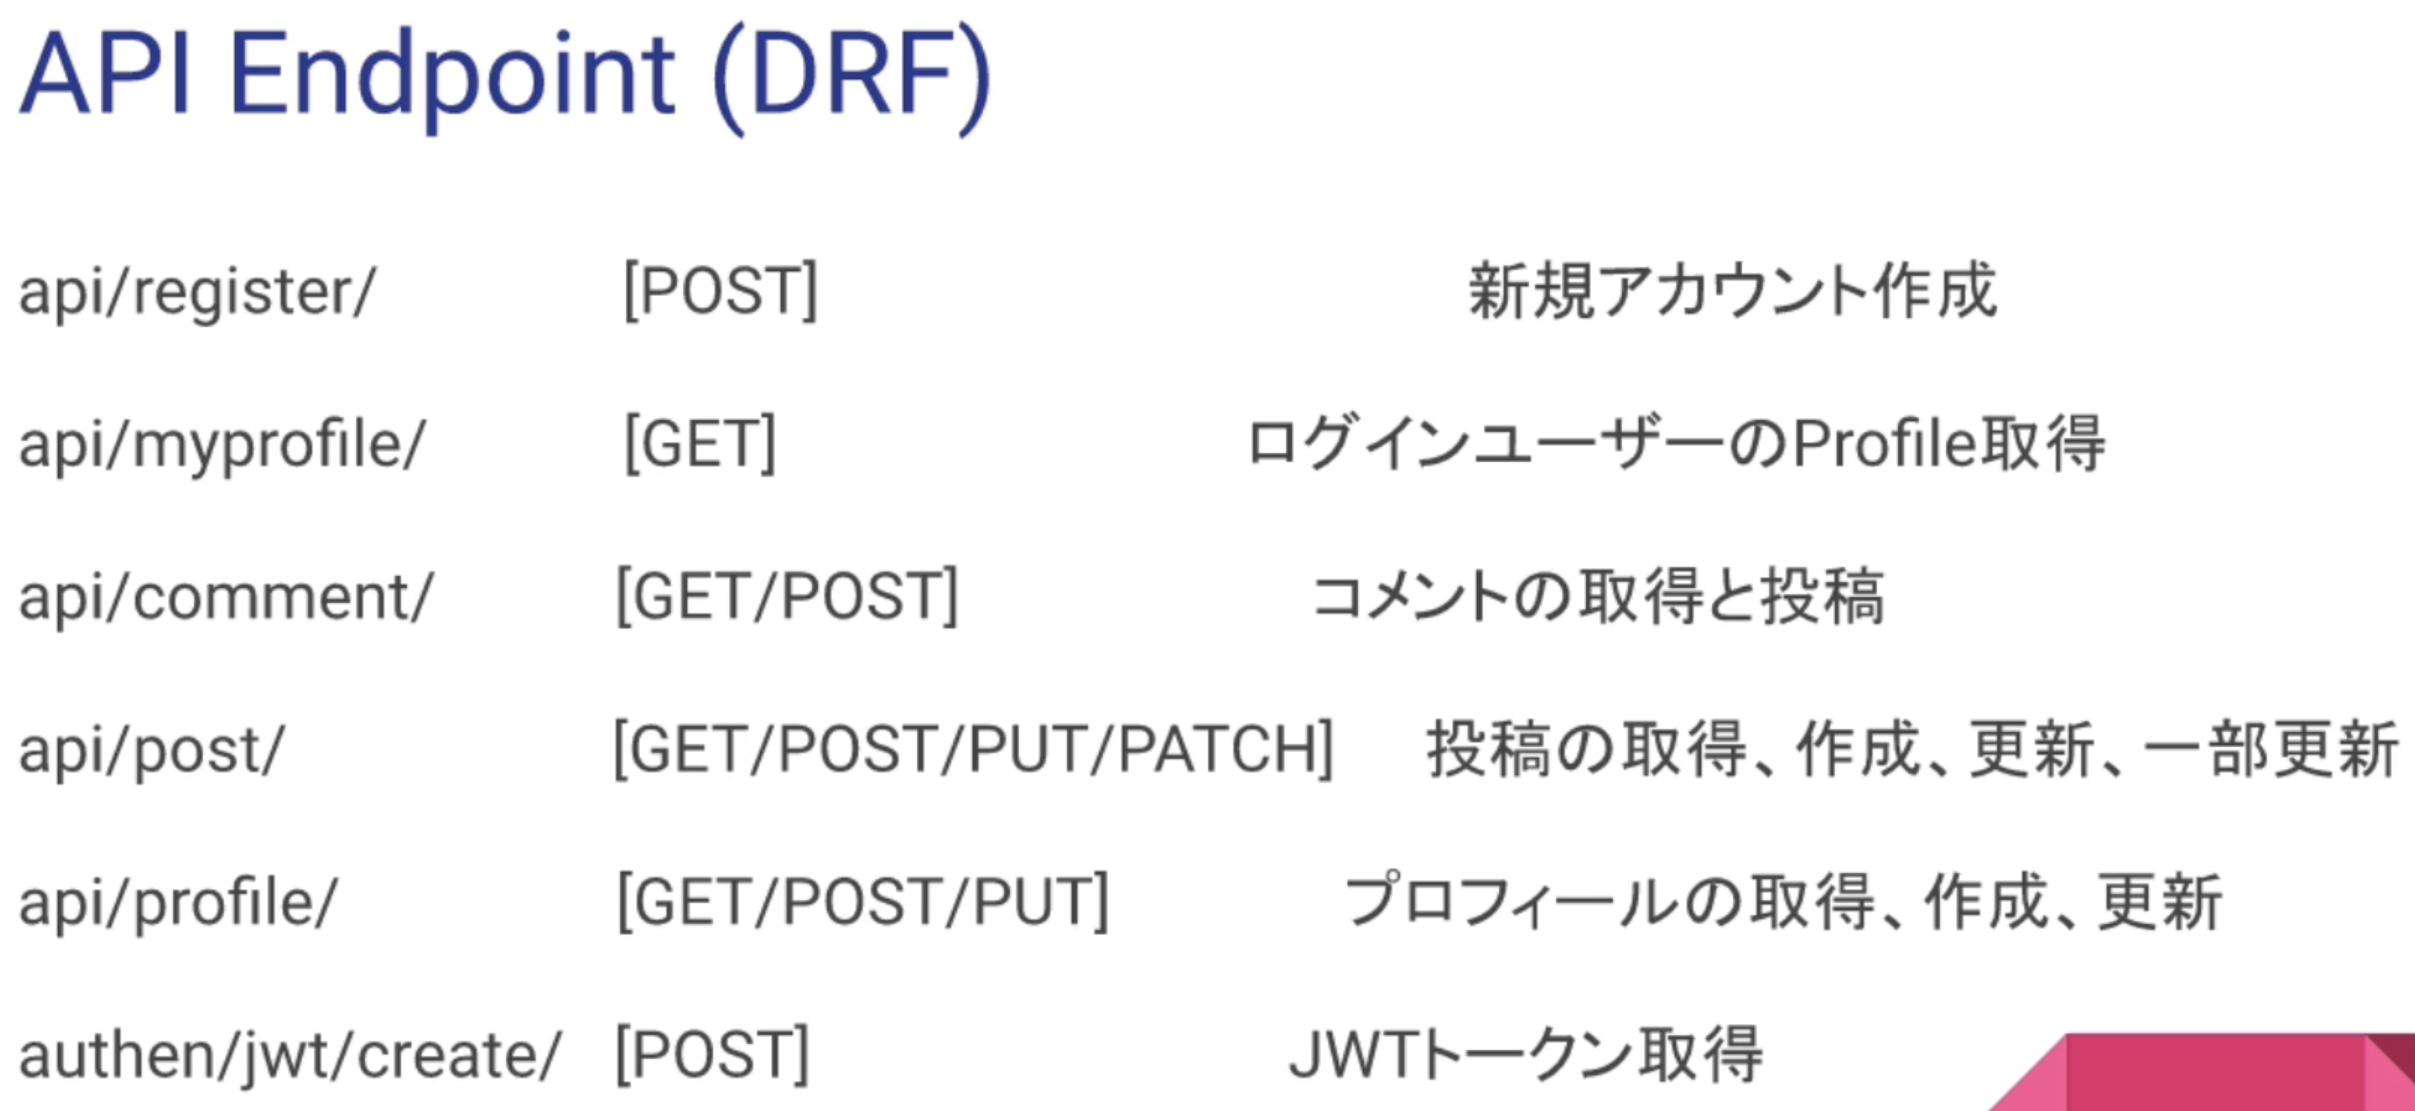 API Endpoint (DRF)
api/register/ [POST] 新規アカウント作成
api/myprofile/ [GET] ログインユーザーのProfile取得
api/comment/ [GET/POST] コメントの取得と投稿
api/post/ [GET/POST/PUT/PATCH] 投稿の取得、作成、更新、一部更新
api/profile/ [GET/POST/PUT] プロフィールの取得、作成、更新
authen/jwt/create/ [POST] JWTトークン取得